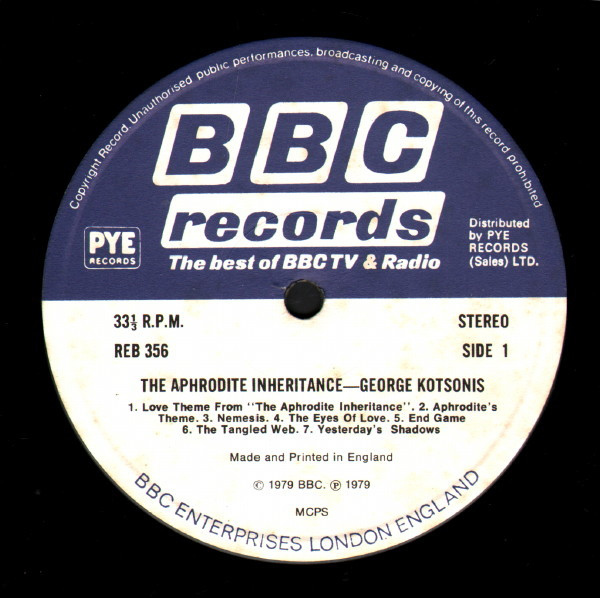 Copyright Record. Unauthorised public performances, broadcasting and copying of this record prohibited
BBC
records
The best of BBC TV & Radio
PYE
RECORDS
Distributed
by PYE
RECORDS
(Sales) LTD.
33⅓ R.P.M.
STEREO
REB 356
SIDE 1
THE APHRODITE INHERITANCE—GEORGE KOTSONIS
1. Love Theme From "The Aphrodite Inheritance". 2. Aphrodite's
Theme. 3. Nemesis. 4. The Eyes Of Love. 5. End Game
6. The Tangled Web. 7. Yesterday's Shadows
Made and Printed in England
© 1979 BBC. ℗ 1979
MCPS
BBC ENTERPRISES LONDON ENGLAND